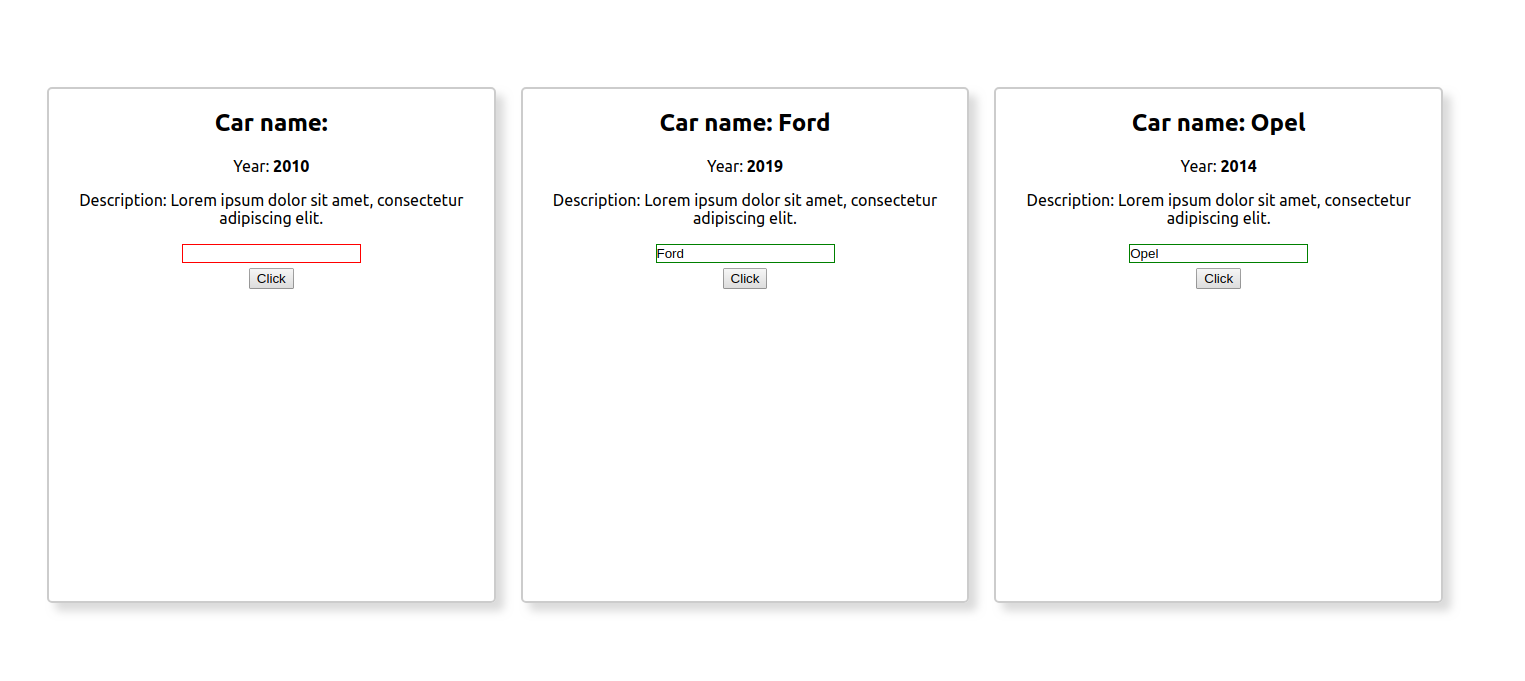 Car name:
Year: 2010
Description: Lorem ipsum dolor sit amet, consectetur
adipiscing elit.
Click
Car name: Ford
Year: 2019
Description: Lorem ipsum dolor sit amet, consectetur
adipiscing elit.
Ford
Click
Car name: Opel
Year: 2014
Description: Lorem ipsum dolor sit amet, consectetur
adipiscing elit.
Opel
Click